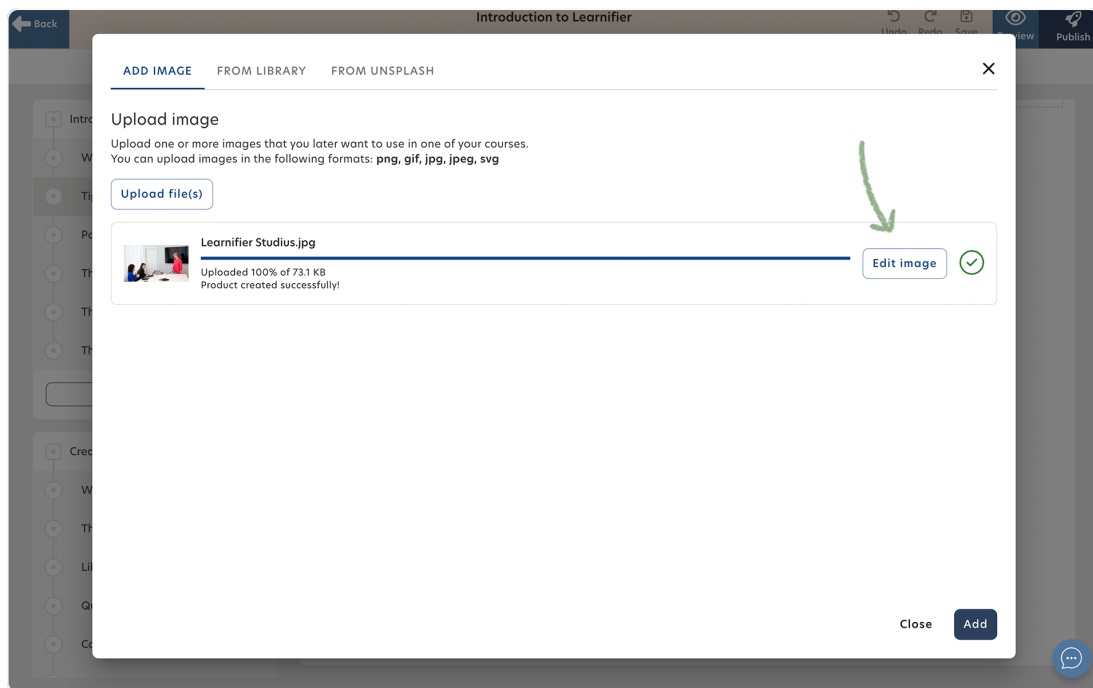 Back
Introduction to Learnifier
Undo Redo Save
Publish
ADD IMAGE FROM LIBRARY FROM UNSPLASH
Upload image
Upload one or more images that you later want to use in one of your courses.
You can upload images in the following formats: png, gif, jpg, jpeg, svg
Upload file(s)
Learnifier Studius.jpg
Uploaded 100% of 73.1 KB
Product created successfully!
Edit image
Close Add